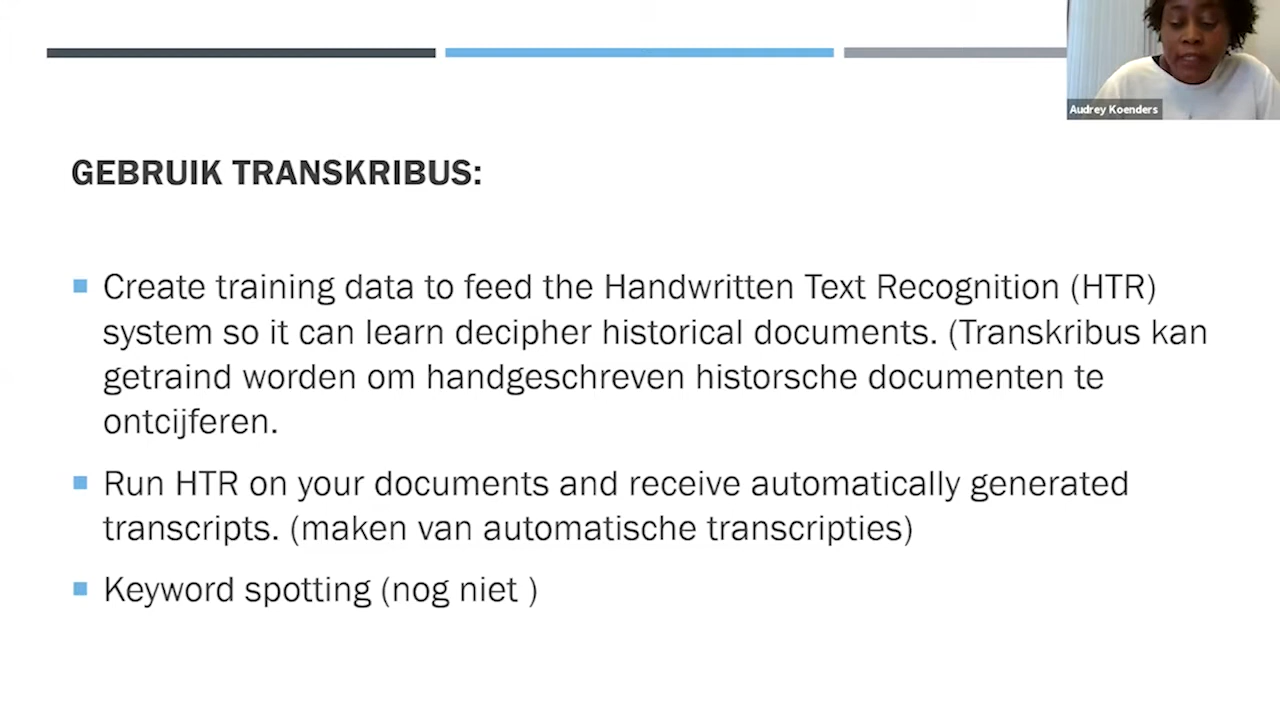 Audrey Koenders
GEBRUIK TRANSKRIBUS:
Create training data to feed the Handwritten Text Recognition (HTR)
system so it can learn decipher historical documents. (Transkribus kan
getraind worden om handgeschreven historsche documenten te
ontcijferen.
Run HTR on your documents and receive automatically generated
transcripts. (maken van automatische transcripties)
Keyword spotting (nog niet )